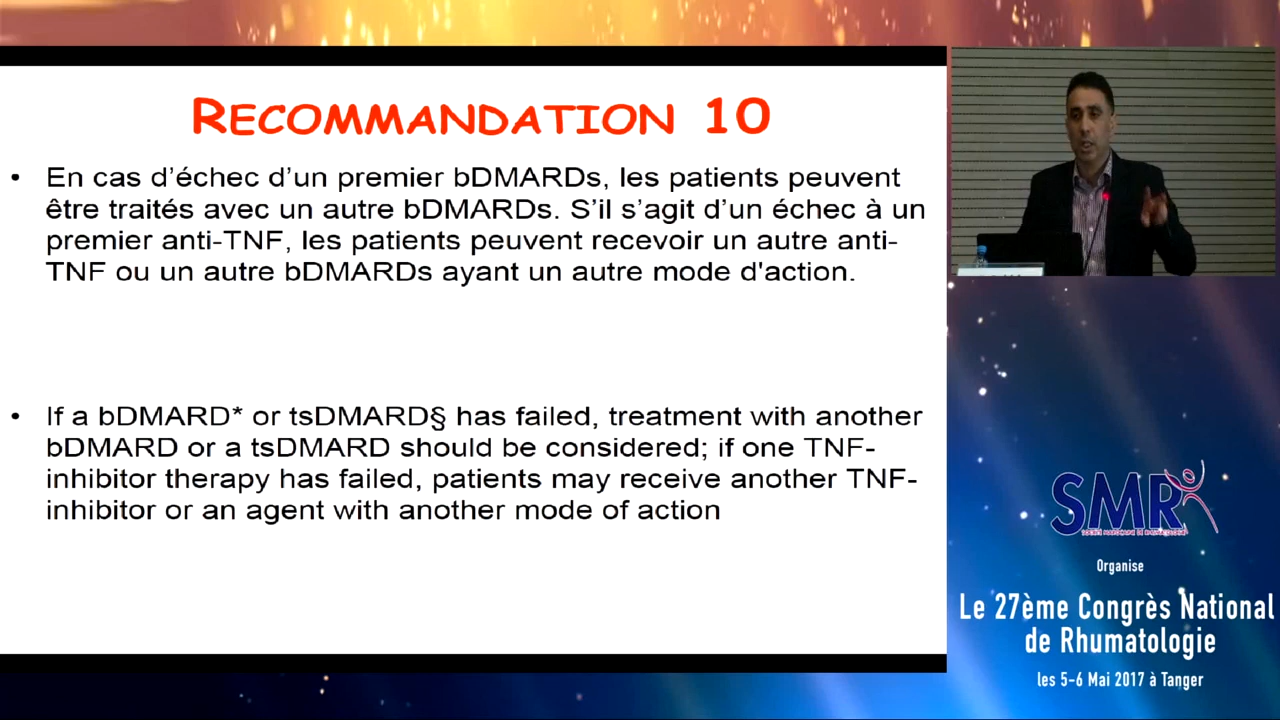 RECOMMANDATION 10
• En cas d'échec d'un premier bDMARDs, les patients peuvent
être traités avec un autre bDMARDs. S'il s'agit d'un échec à un
premier anti-TNF, les patients peuvent recevoir un autre anti-
TNF ou un autre bDMARDs ayant un autre mode d'action.
• If a bDMARD* or tsDMARD§ has failed, treatment with another
bDMARD or a tsDMARD should be considered; if one TNF-
inhibitor therapy has failed, patients may receive another TNF-
inhibitor or an agent with another mode of action
SMR
Organise
Le 27ème Congrès National
de Rhumatologie
les 5-6 Mai 2017 à Tanger